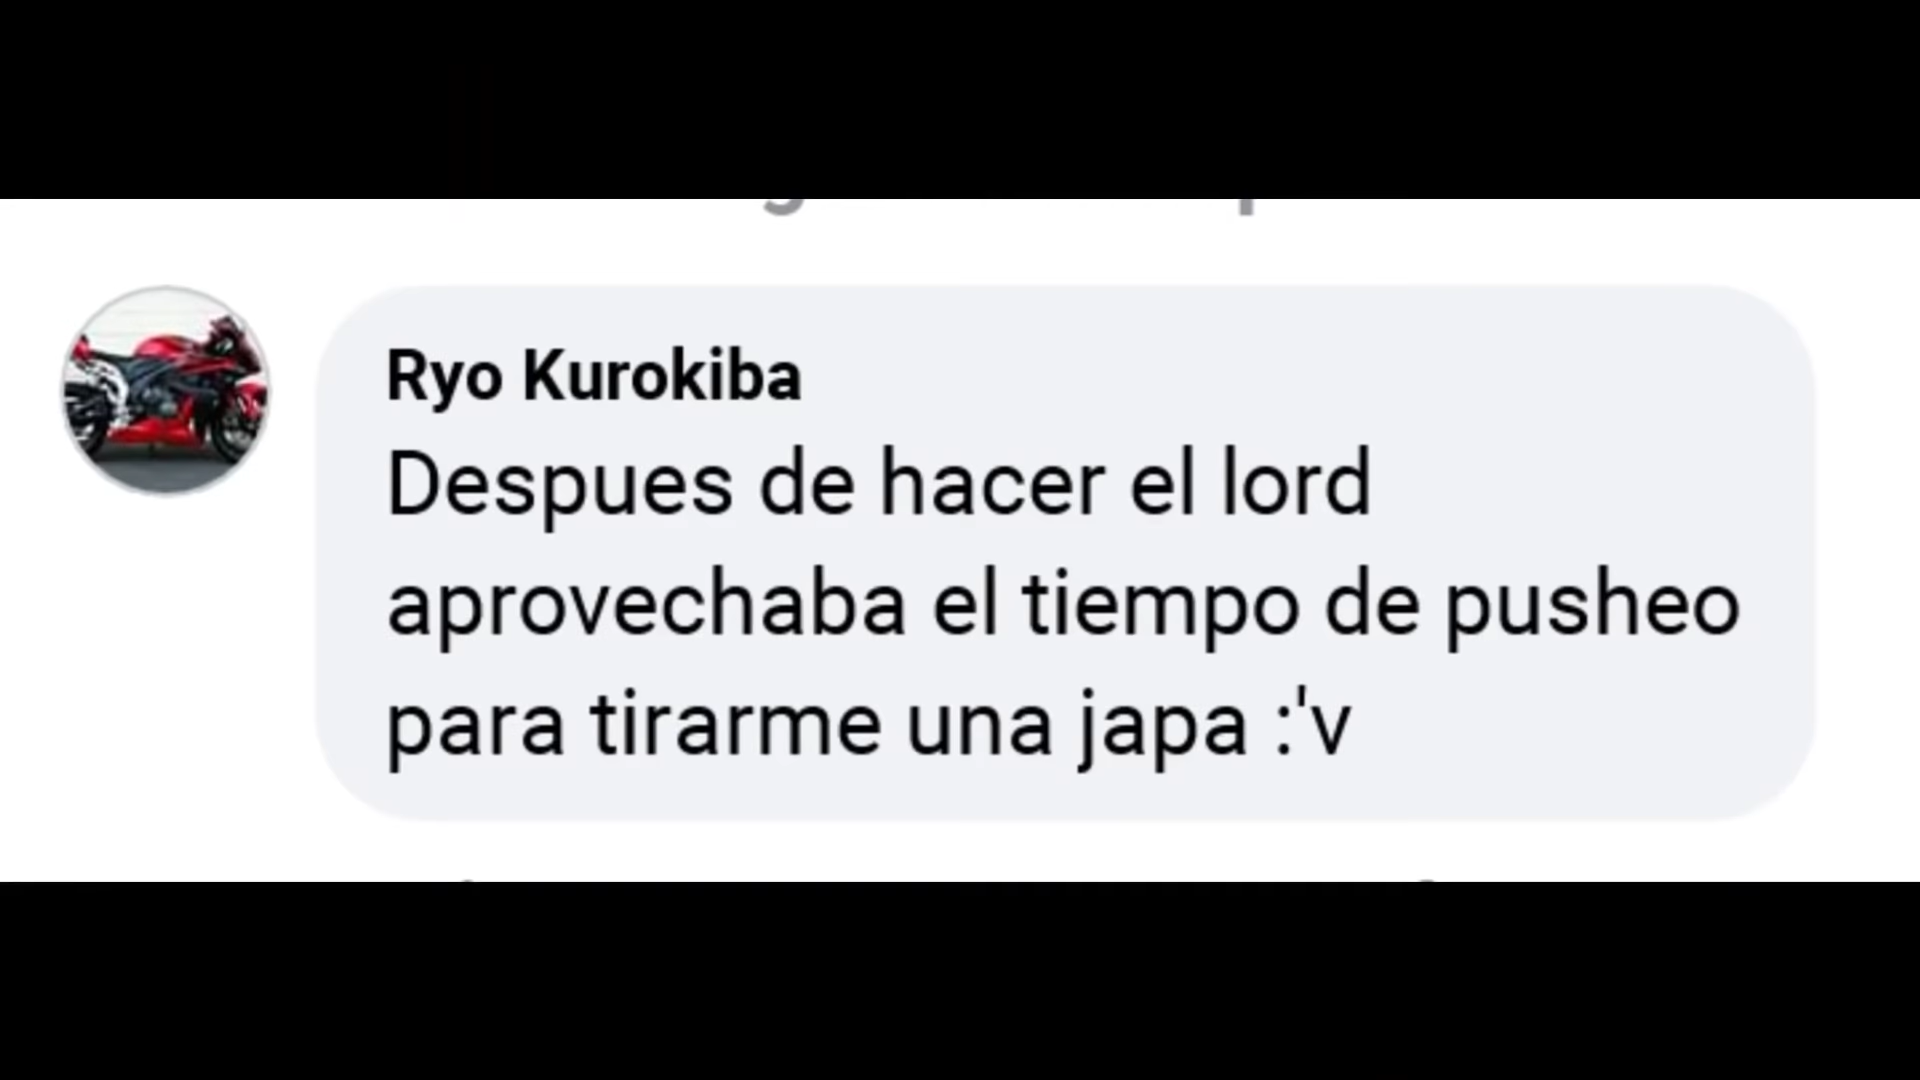 Ryo Kurokiba
Despues de hacer el lord
aprovechaba el tiempo de pusheo
para tirarme una japa :'v